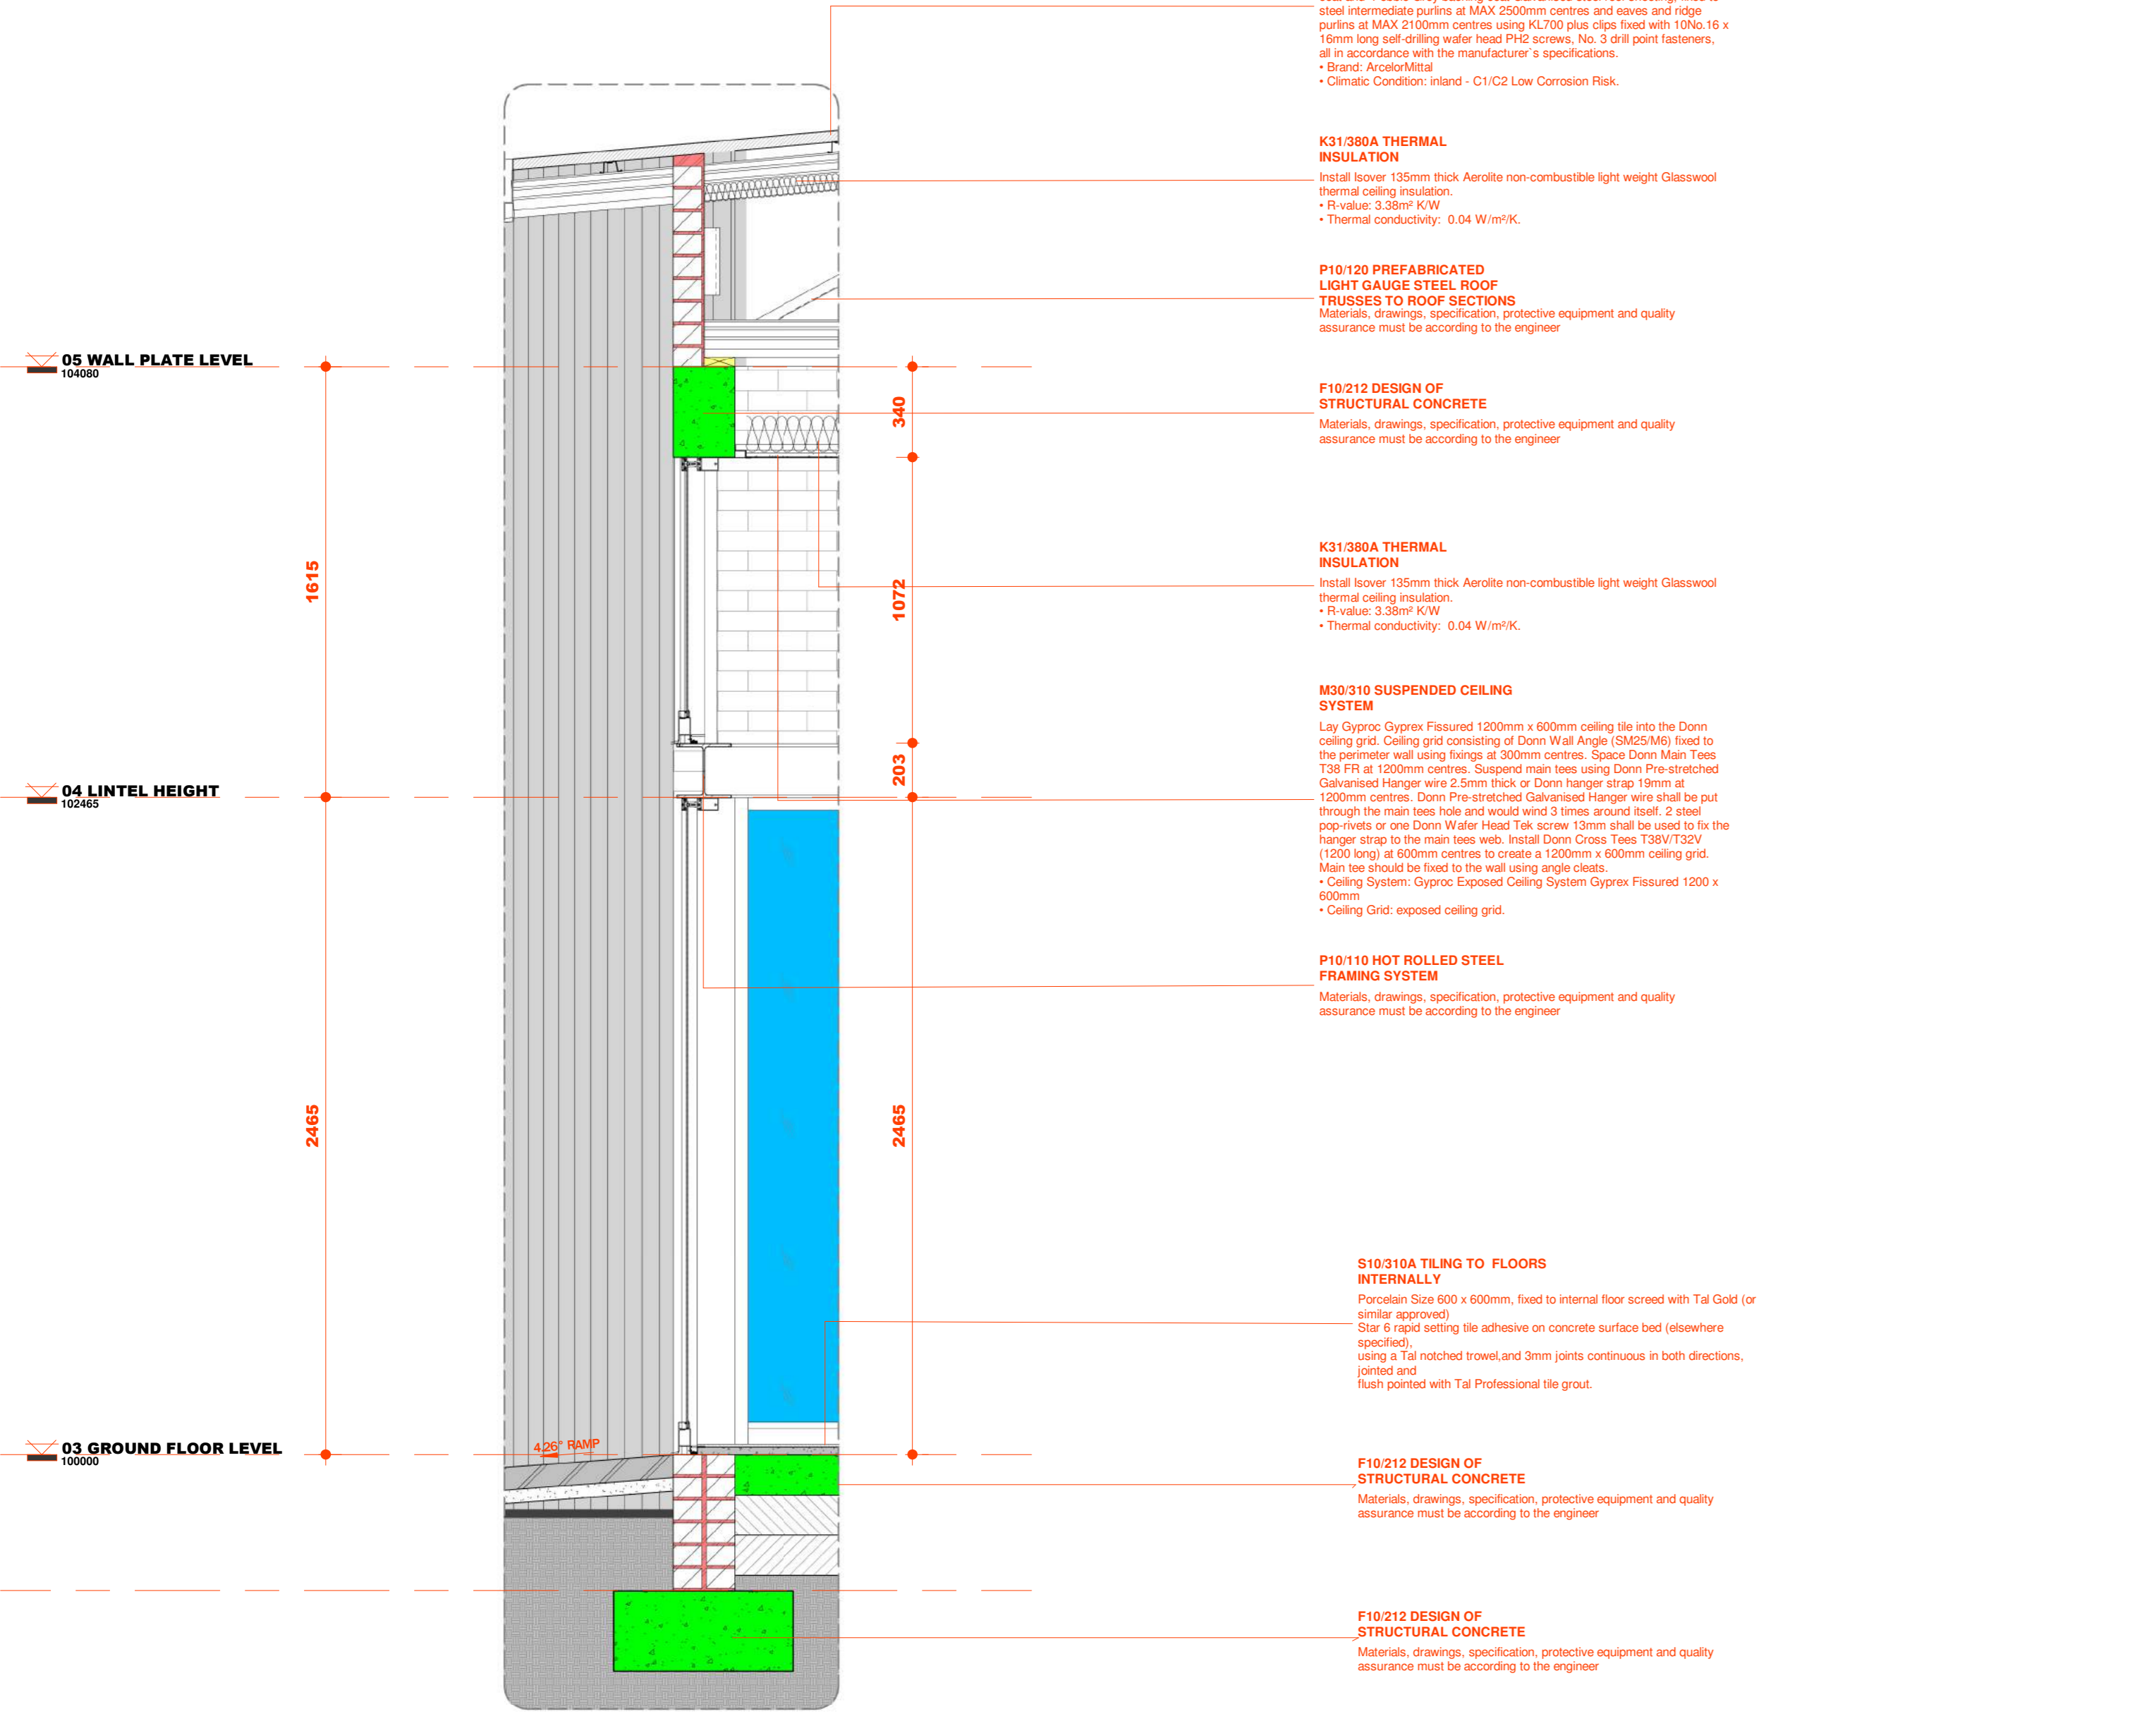 steel intermediate purlins at MAX 2500mm centres and eaves and ridge
purlins at MAX 2100mm centres using KL700 plus clips fixed with 10No.16 x
16mm long self-drilling wafer head PH2 screws, No. 3 drill point fasteners,
all in accordance with the manufacturer`s specifications.
• Brand: ArcelorMittal
• Climatic Condition: inland - C1/C2 Low Corrosion Risk.
K31/380A THERMAL
INSULATION
Install Isover 135mm thick Aerolite non-combustible light weight Glasswool
thermal ceiling insulation.
• R-value: 3.38m² K/W
• Thermal conductivity:  0.04 W/m²/K.
P10/120 PREFABRICATED
LIGHT GAUGE STEEL ROOF
TRUSSES TO ROOF SECTIONS
Materials, drawings, specification, protective equipment and quality
assurance must be according to the engineer
05 WALL PLATE LEVEL
104080
340
F10/212 DESIGN OF
STRUCTURAL CONCRETE
Materials, drawings, specification, protective equipment and quality
assurance must be according to the engineer
1615
1072
K31/380A THERMAL
INSULATION
Install Isover 135mm thick Aerolite non-combustible light weight Glasswool
thermal ceiling insulation.
• R-value: 3.38m² K/W
• Thermal conductivity:  0.04 W/m²/K.
203
04 LINTEL HEIGHT
102465
M30/310 SUSPENDED CEILING
SYSTEM
Lay Gyproc Gyprex Fissured 1200mm x 600mm ceiling tile into the Donn
ceiling grid. Ceiling grid consisting of Donn Wall Angle (SM25/M6) fixed to
the perimeter wall using fixings at 300mm centres. Space Donn Main Tees
T38 FR at 1200mm centres. Suspend main tees using Donn Pre-stretched
Galvanised Hanger wire 2.5mm thick or Donn hanger strap 19mm at
1200mm centres. Donn Pre-stretched Galvanised Hanger wire shall be put
through the main tees hole and would wind 3 times around itself. 2 steel
pop-rivets or one Donn Wafer Head Tek screw 13mm shall be used to fix the
hanger strap to the main tees web. Install Donn Cross Tees T38V/T32V
(1200 long) at 600mm centres to create a 1200mm x 600mm ceiling grid.
Main tee should be fixed to the wall using angle cleats.
• Ceiling System: Gyproc Exposed Ceiling System Gyprex Fissured 1200 x
600mm
• Ceiling Grid: exposed ceiling grid.
P10/110 HOT ROLLED STEEL
FRAMING SYSTEM
Materials, drawings, specification, protective equipment and quality
assurance must be according to the engineer
2465
2465
S10/310A TILING TO  FLOORS
INTERNALLY
Porcelain Size 600 x 600mm, fixed to internal floor screed with Tal Gold (or
similar approved)
Star 6 rapid setting tile adhesive on concrete surface bed (elsewhere
specified),
using a Tal notched trowel,and 3mm joints continuous in both directions,
jointed and
flush pointed with Tal Professional tile grout.
03 GROUND FLOOR LEVEL
100000
4.26° RAMP
F10/212 DESIGN OF
STRUCTURAL CONCRETE
Materials, drawings, specification, protective equipment and quality
assurance must be according to the engineer
F10/212 DESIGN OF
STRUCTURAL CONCRETE
Materials, drawings, specification, protective equipment and quality
assurance must be according to the engineer